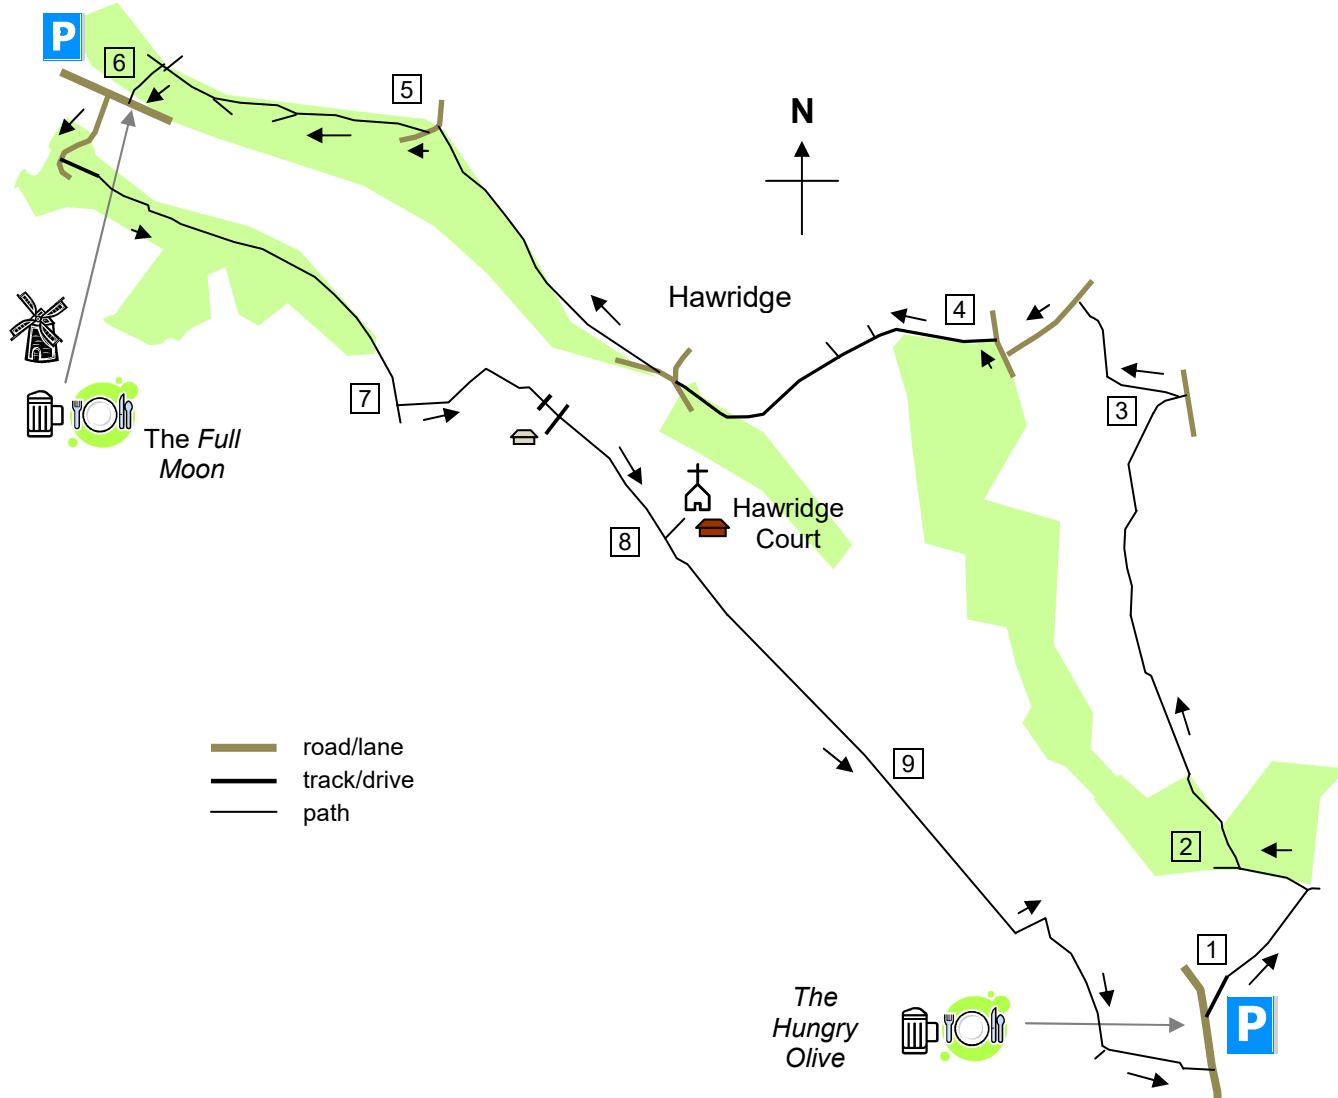 P
6
5
N
Hawridge
4
3
7
The Full
Moon
Hawridge
Court
8
road/lane
track/drive
path
9
2
1
The
Hungry
Olive
P